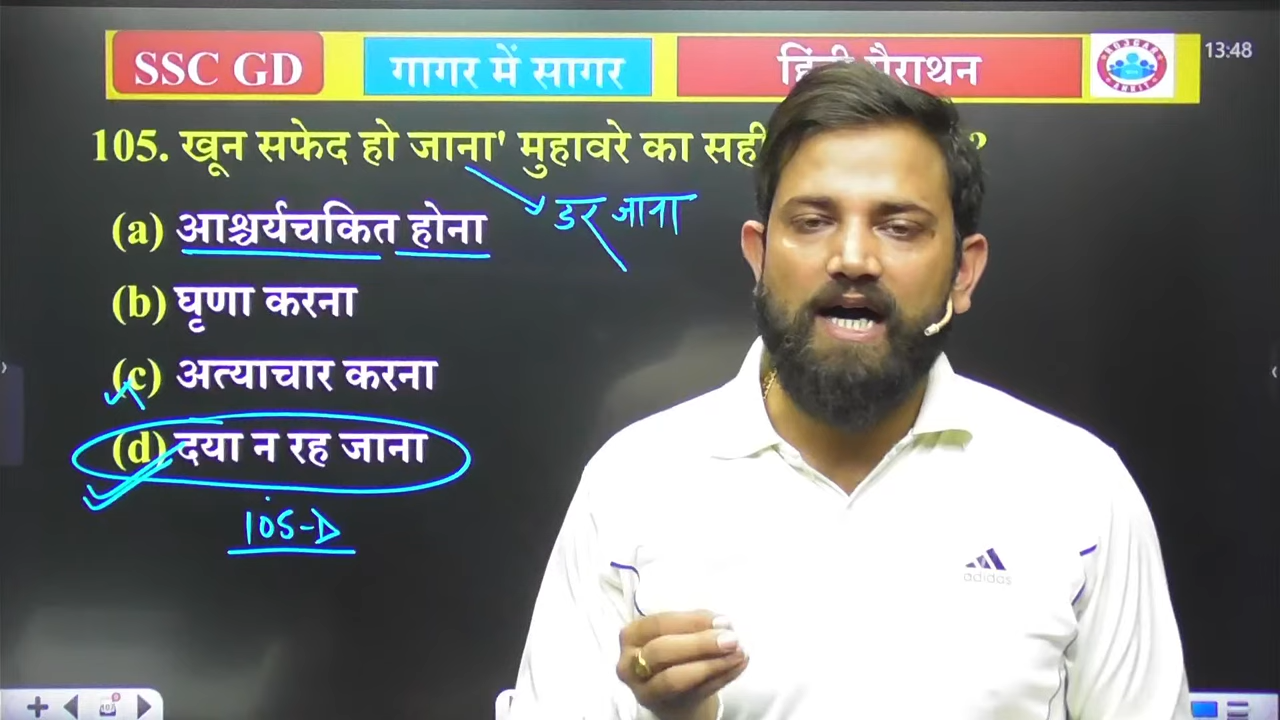 SSC GD
गागर में सागर
हिंदी मैराथन
13:48
105. खून सफेद हो जाना' मुहावरे का सही ?
डर जाना
(a) आश्चर्यचकित होना
(b) घृणा करना
(c) अत्याचार करना
(d) दया न रह जाना
105-D
adidas